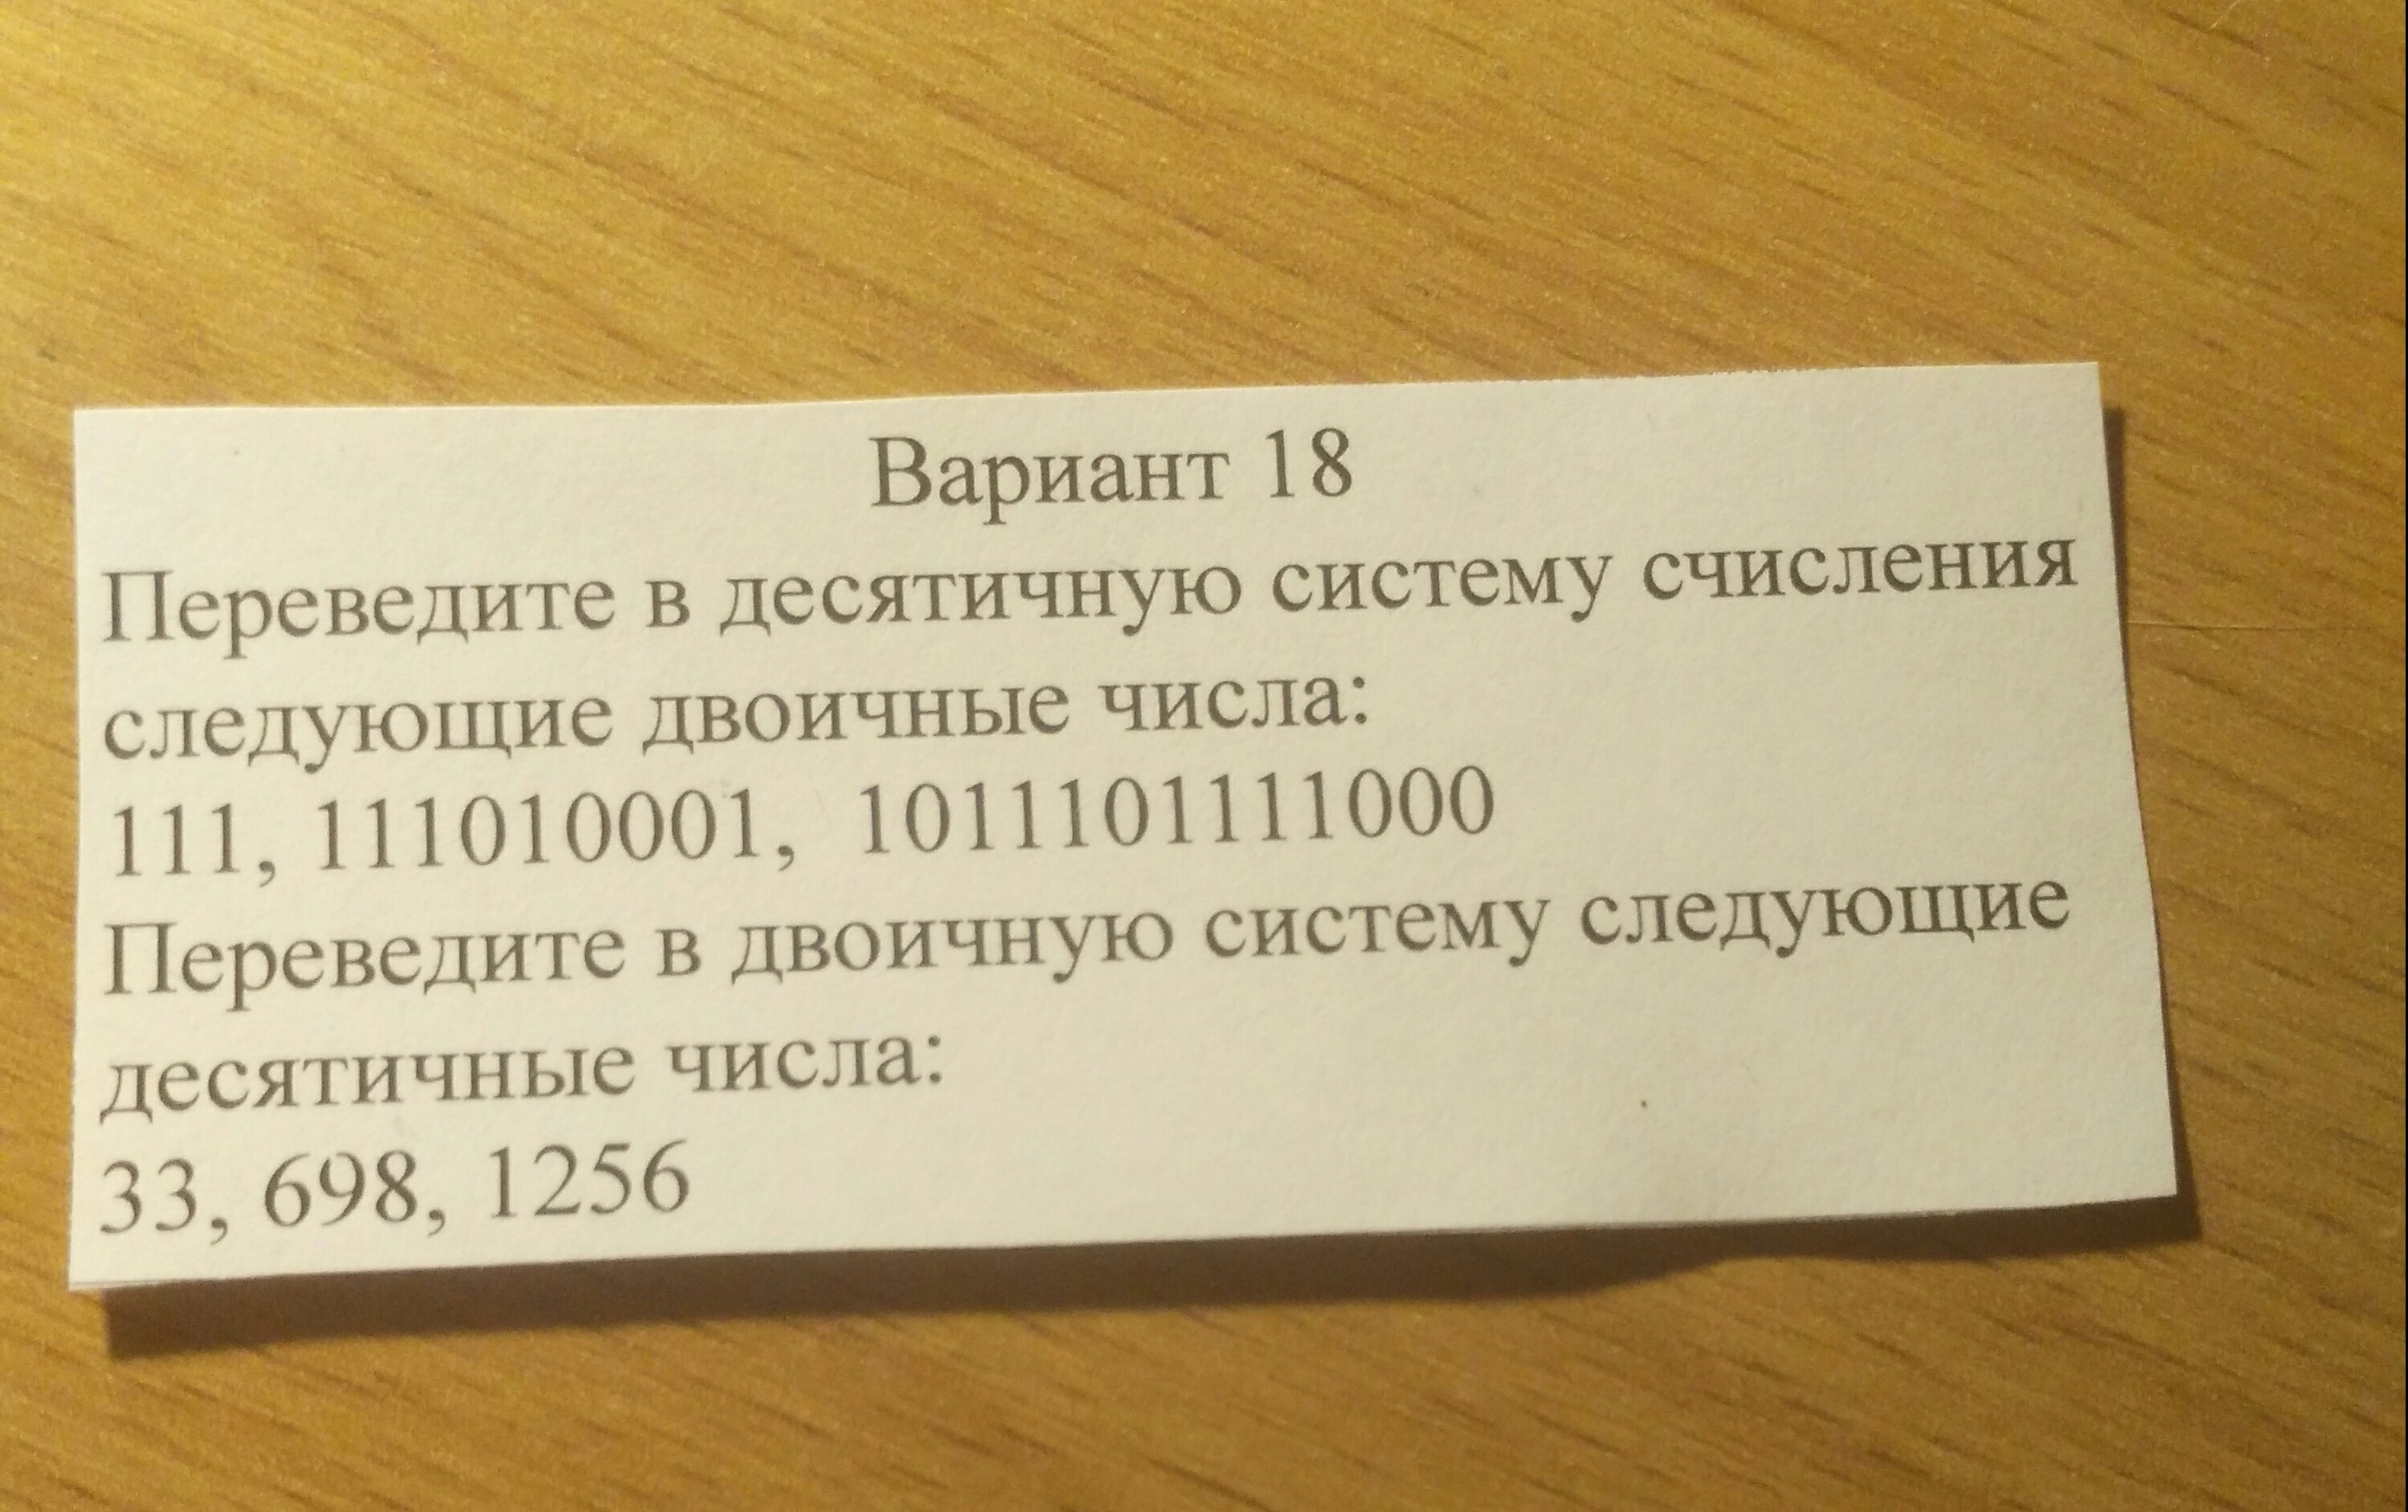 Вариант 18
Переведите в десятичную систему счисления
следующие двоичные числа:
111, 111010001, 1011101111000
Переведите в двоичную систему следующие
десятичные числа:
33, 698, 1256